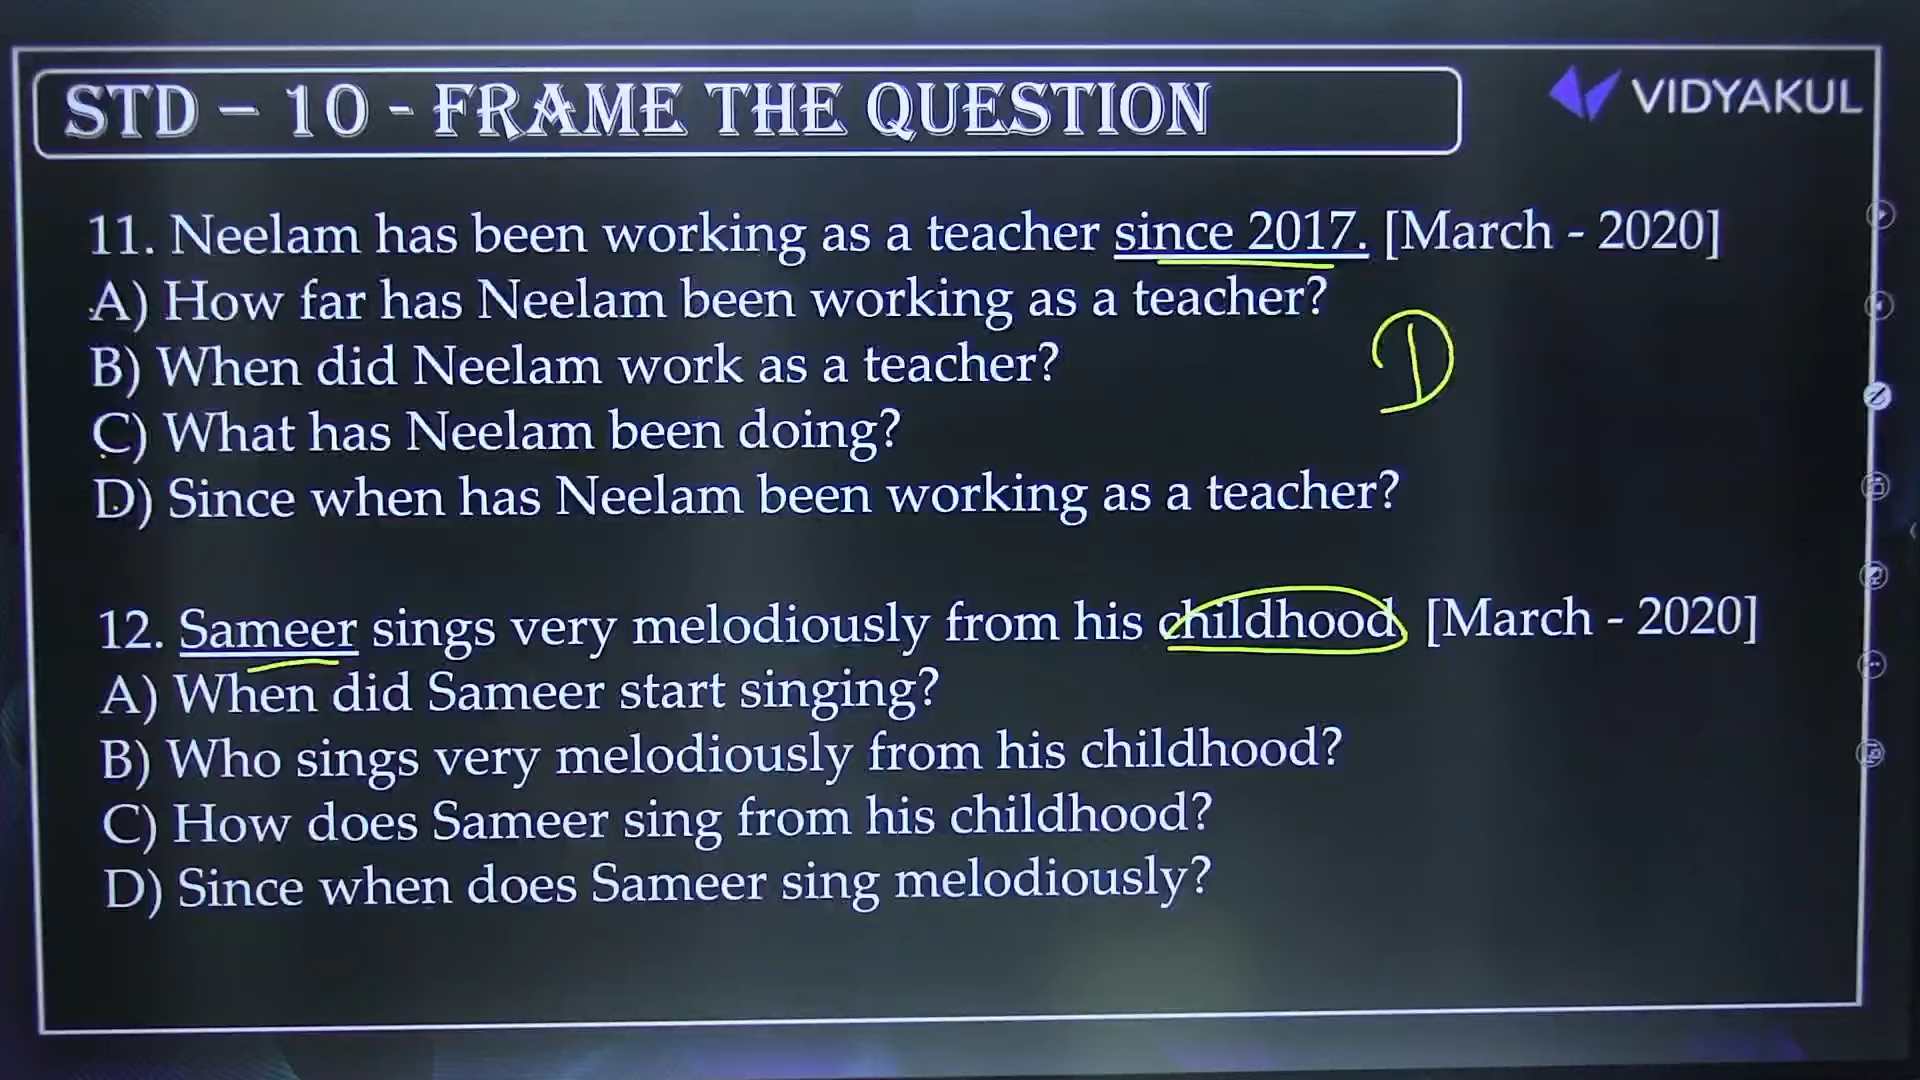 STD – 10 - FRAME THE QUESTION
VIDYAKUL
11. Neelam has been working as a teacher since 2017. [March - 2020]
A) How far has Neelam been working as a teacher?
B) When did Neelam work as a teacher?
C) What has Neelam been doing?
D) Since when has Neelam been working as a teacher?
D
12. Sameer sings very melodiously from his childhood. [March - 2020]
A) When did Sameer start singing?
B) Who sings very melodiously from his childhood?
C) How does Sameer sing from his childhood?
D) Since when does Sameer sing melodiously?